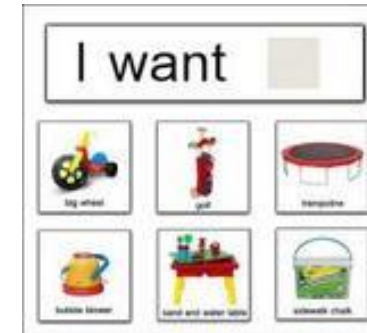 I want
big wheel
golf
trampoline
bubble blower
sand and water table
sidewalk chalk